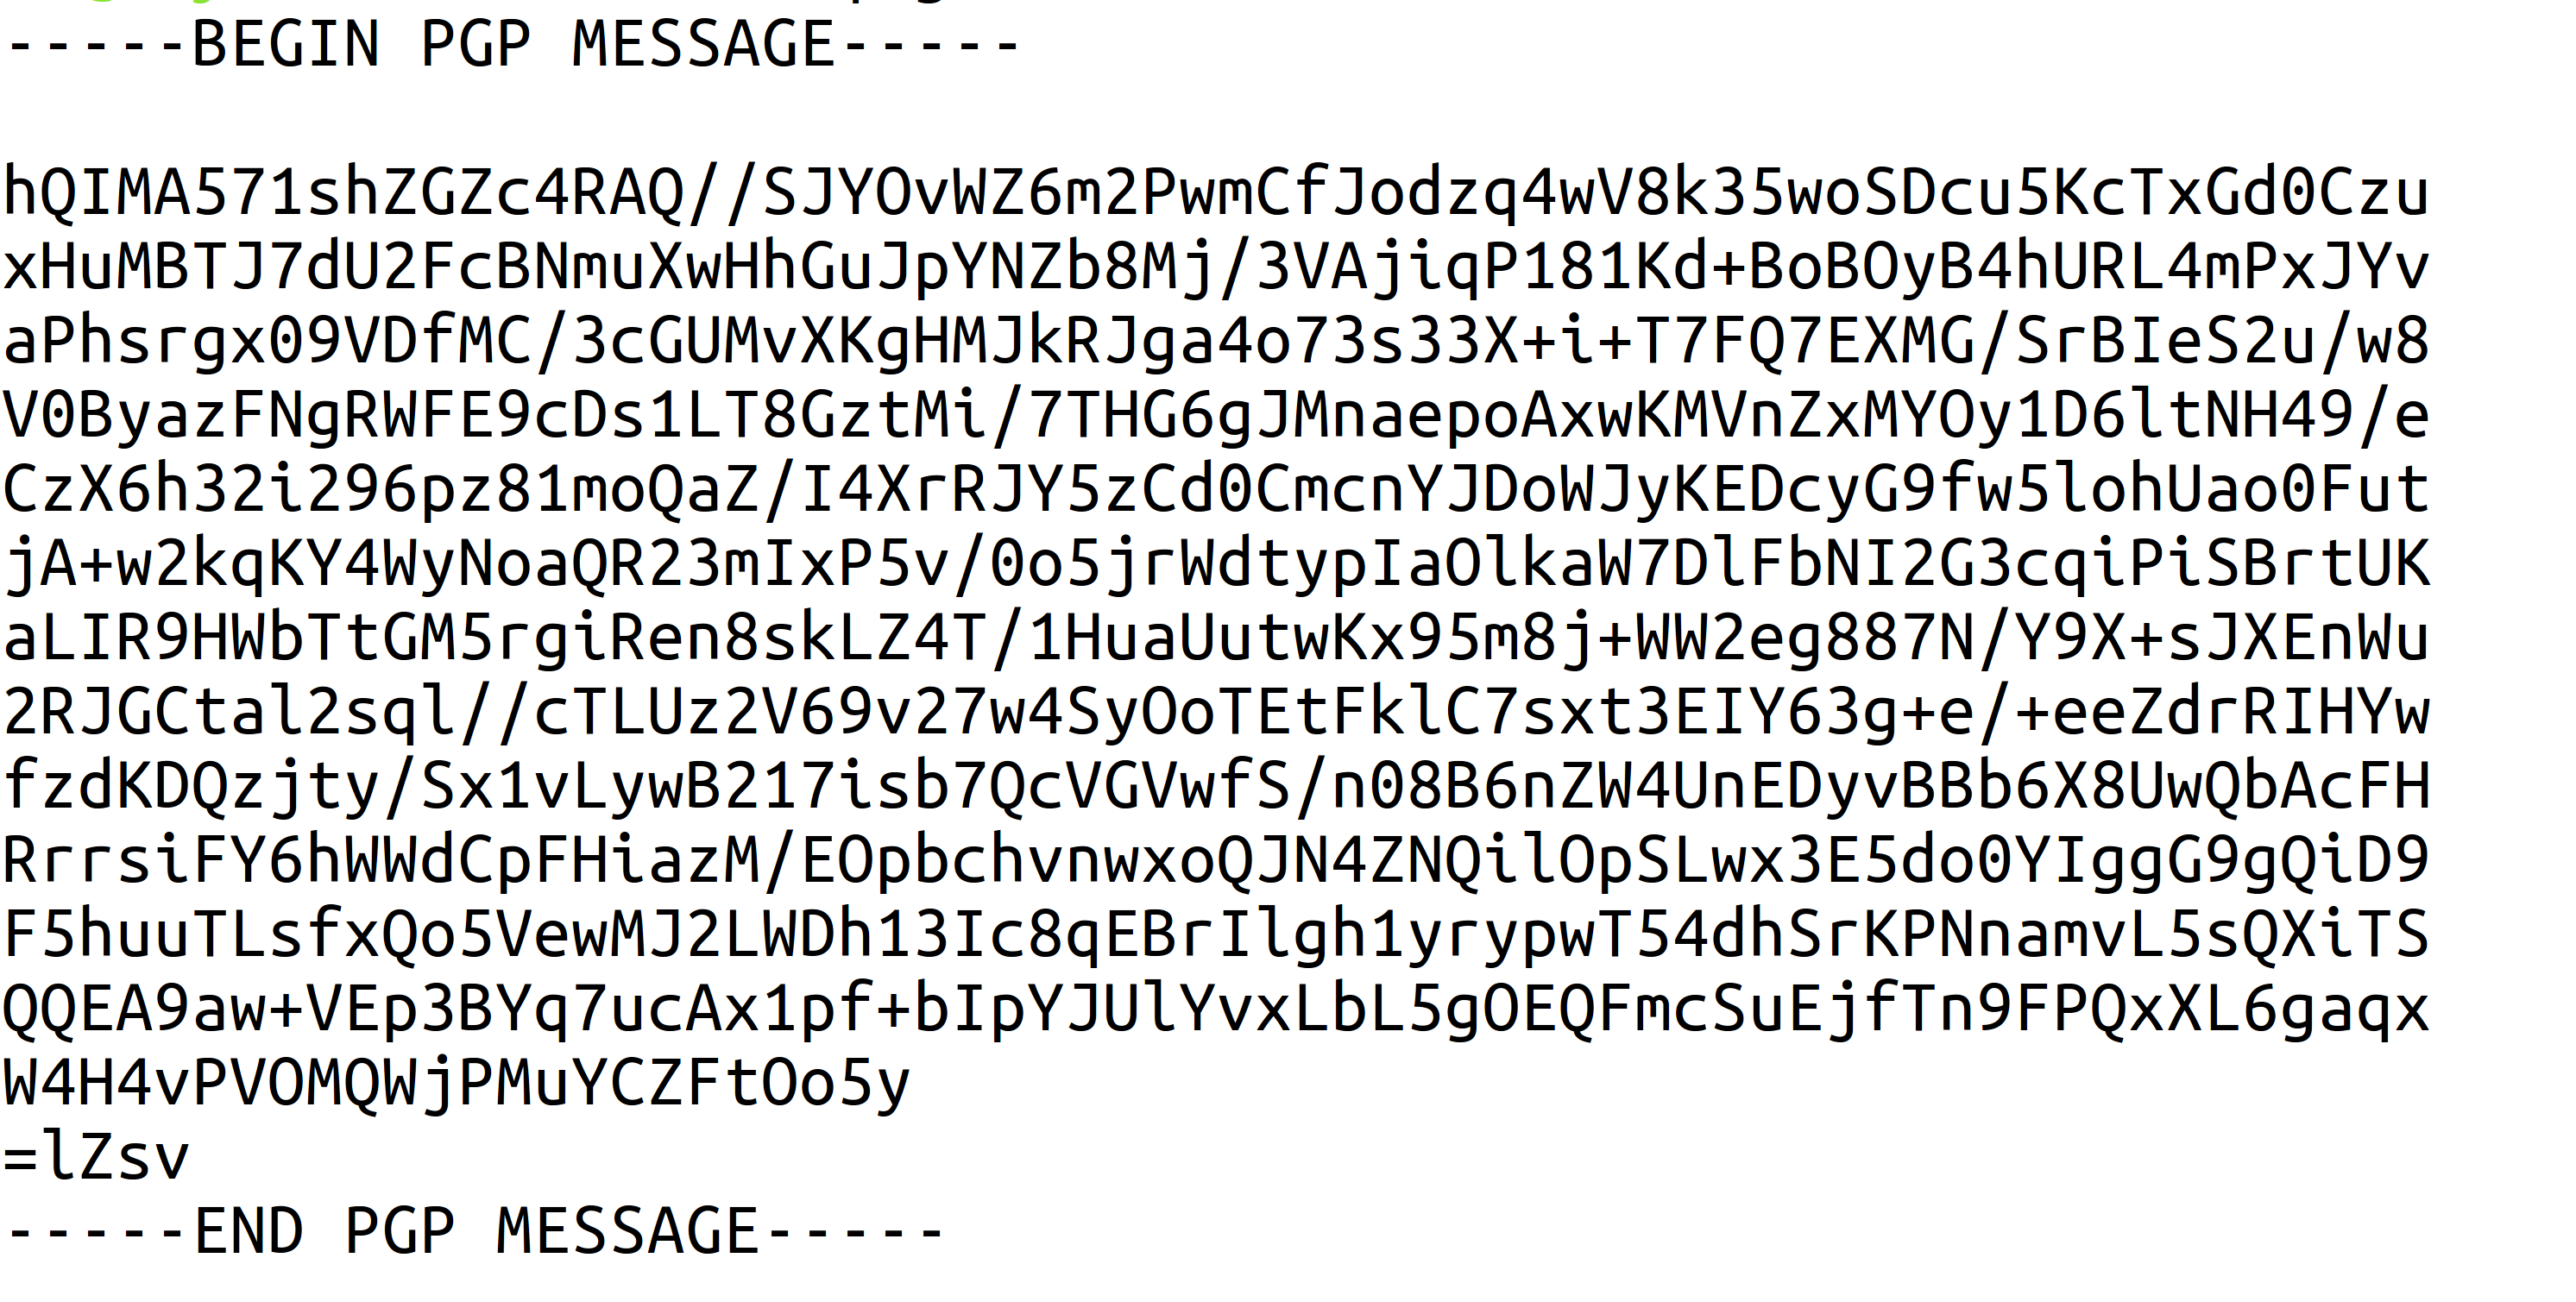 -----BEGIN PGP MESSAGE-----

hQIMA571shZGZc4RAQ//SJYOvWZ6m2PwmCfJodzq4wV8k35woSDcu5KcTxGd0Czu
xHuMBTJ7dU2FcBNmuXwHhGuJpYNZb8Mj/3VAjiqP181Kd+BoBOyB4hURL4mPxJYv
aPhsrgx09VDfMC/3cGUMvXKgHMJkRJga4o73s33X+i+T7FQ7EXMG/SrBIeS2u/w8
V0ByazFNgRWFE9cDs1LT8GztMi/7THG6gJMnaepoAxwKMVnZxMYOy1D6ltNH49/e
CzX6h32i296pz81moQaZ/I4XrRJY5zCd0CmcnYJDoWJyKEDcyG9fw5lohUao0Fut
jA+w2kqKY4WyNoaQR23mIxP5v/0o5jrWdtypIaOlkaW7DlFbNI2G3cqiPiSBrtUK
aLIR9HWbTtGM5rgiRen8skLZ4T/1HuaUutwKx95m8j+WW2eg887N/Y9X+sJXEnWu
2RJGCtal2sql//cTLUz2V69v27w4SyOoTEtFklC7sxt3EIY63g+e/+eeZdrRIHYw
fzdKDQzjty/Sx1vLywB217isb7QcVGVwfS/n08B6nZW4UnEDyvBBb6X8UwQbAcFH
RrrsiFY6hWWdCpFHiazM/EOpbchvnwxoQJN4ZNQilOpSLwx3E5do0YIggG9gQiD9
F5huuTLsfxQo5VewMJ2LWDh13Ic8qEBrIlgh1yrypwT54dhSrKPNnamvL5sQXiTS
QQEA9aw+VEp3BYq7ucAx1pf+bIpYJUlYvxLbL5gOEQFmcSuEjfTn9FPQxXL6gaqx
W4H4vPVOMQWjPMuYCZFtOo5y
=lZsv
-----END PGP MESSAGE-----